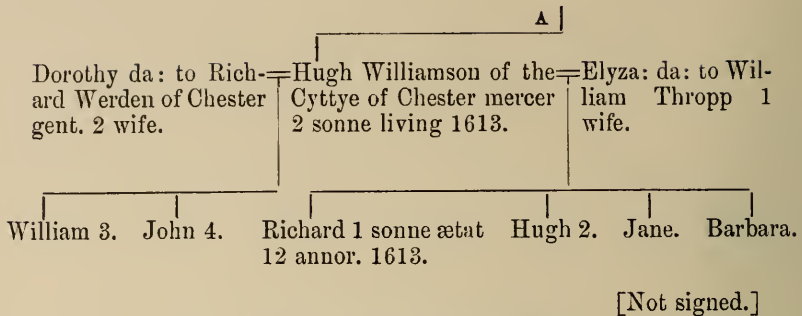 A
Dorothy da: to Rich-
ard Werden of Chester
gent. 2 wife.
Hugh Williamson of the
Cyttye of Chester mercer
2 sonne living 1613.
Elyza: da: to Wil-
liam Thropp 1
wife.
William 3. John 4. Richard 1 sonne ætat
12 annor. 1613.
Hugh 2. Jane. Barbara.
[Not signed.]